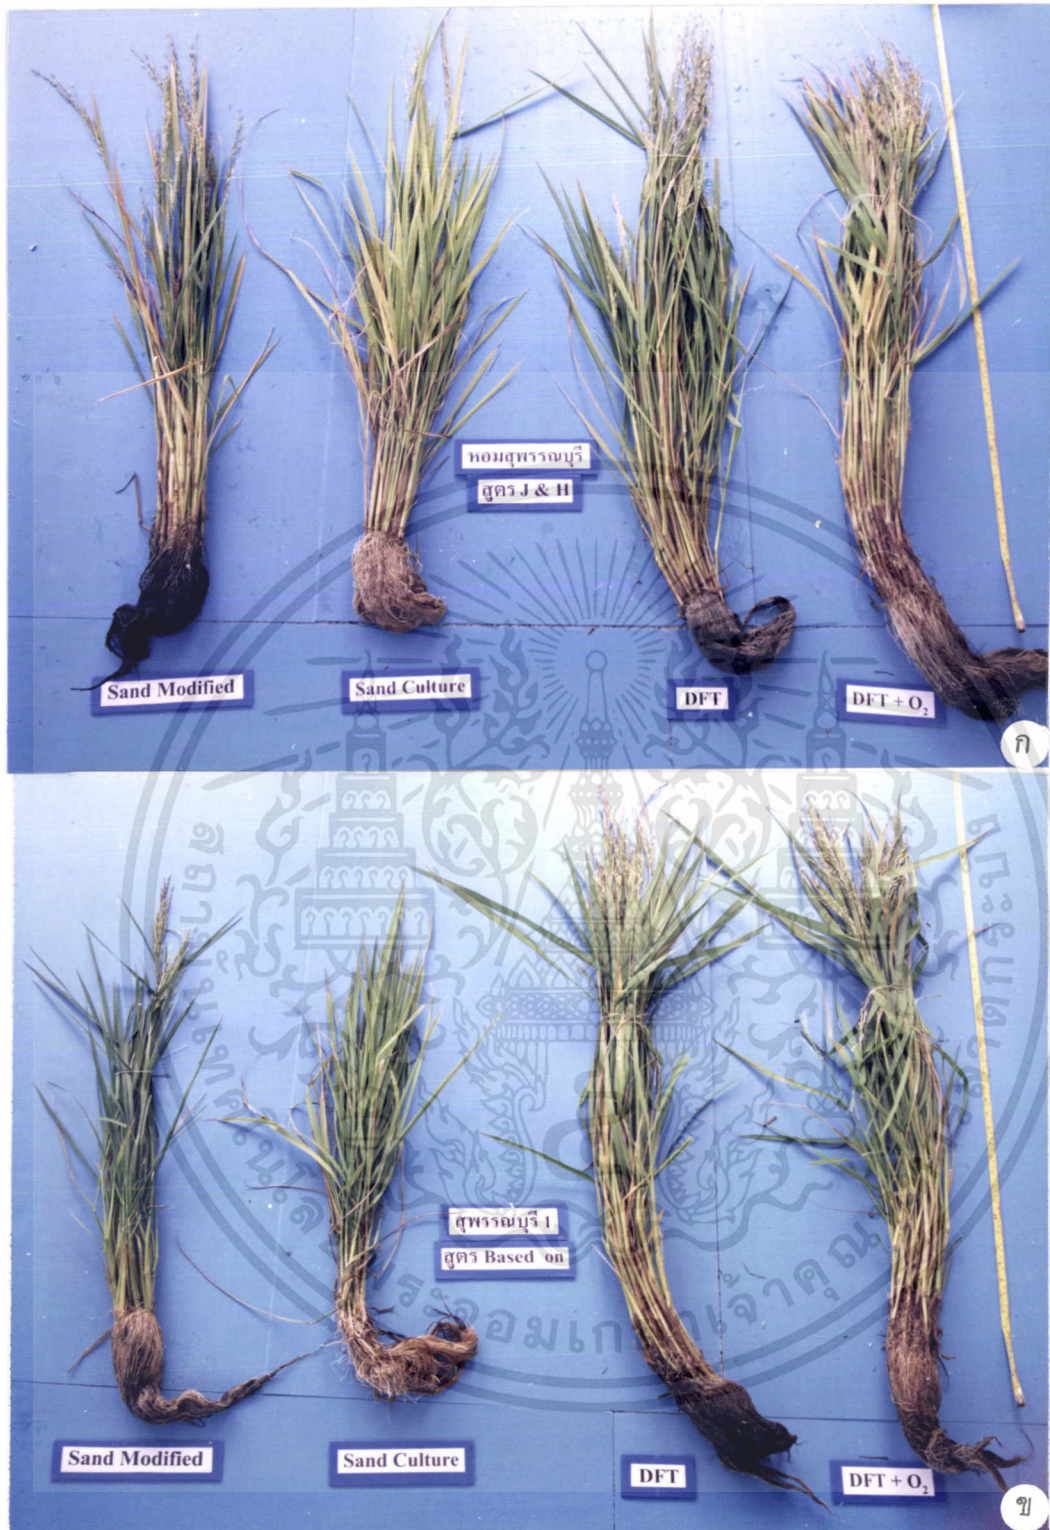 หอมสุพรรณบุรี
สูตร J & H
Sand Modified
Sand Culture
DFT
DFT + O₂
ก
สุพรรณบุรี 1
สูตร Based on
Sand Modified
Sand Culture
DFT
DFT + O₂
ข